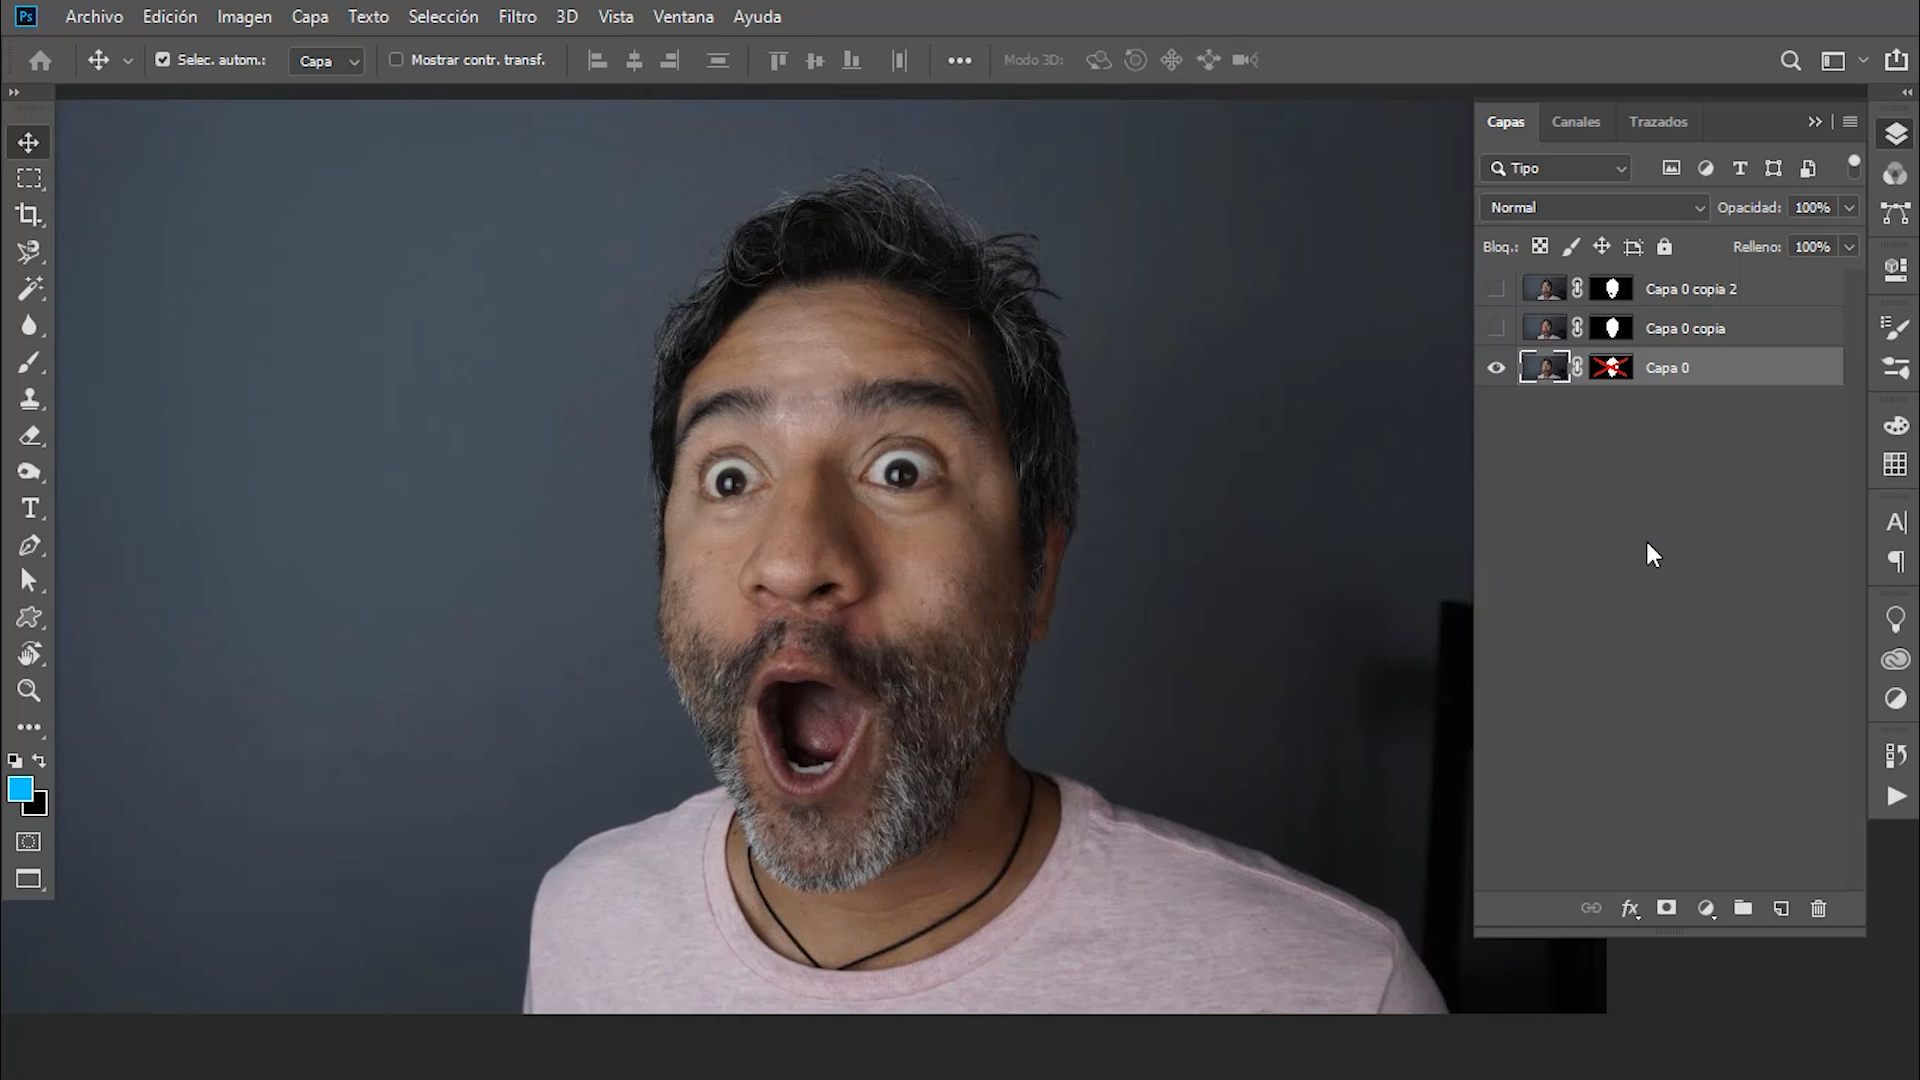 Ps Archivo Edición Imagen Capa Texto Selección Filtro 3D Vista Ventana Ayuda
Selec. autom.: Capa Mostrar contr. transf. Modo 3D:
Capas Canales Trazados
Tipo
Normal Opacidad: 100%
Bloq.: Relleno: 100%
Capa 0 copia 2
Capa 0 copia
Capa 0
fx